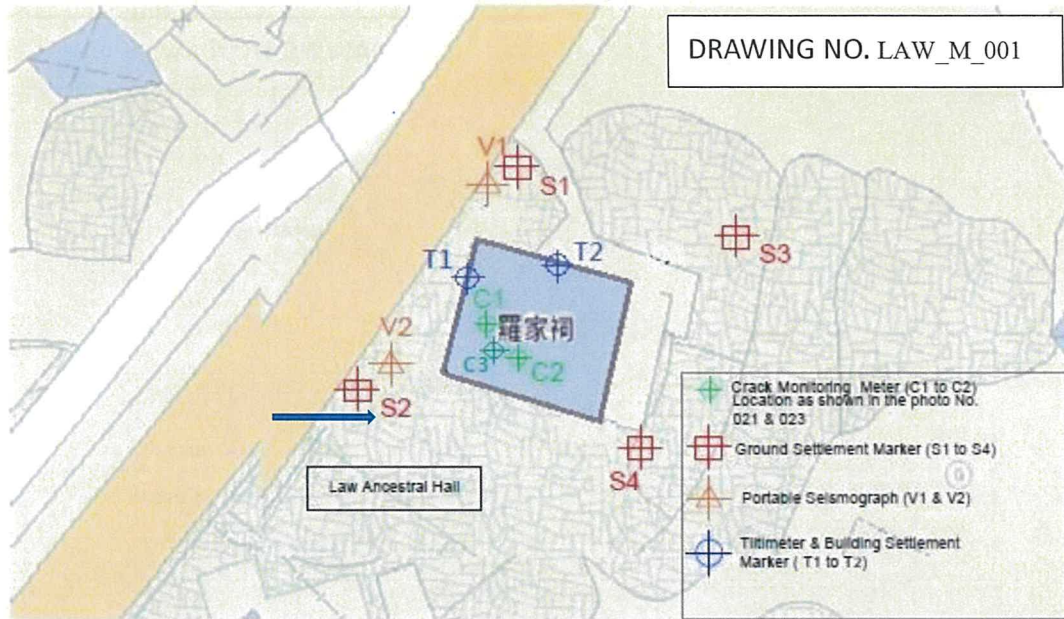 DRAWING NO. LAW_M_001
V1
S1
T1
T2
S3
C1
羅家祠
V2
C3
C2
S2
S4
Law Ancestral Hall
Crack Monitoring Meter (C1 to C2)
Location as shown in the photo No.
021 & 023
Ground Settlement Marker (S1 to S4)
Portable Seismograph (V1 & V2)
Tiltimeter & Building Settlement
Marker ( T1 to T2)